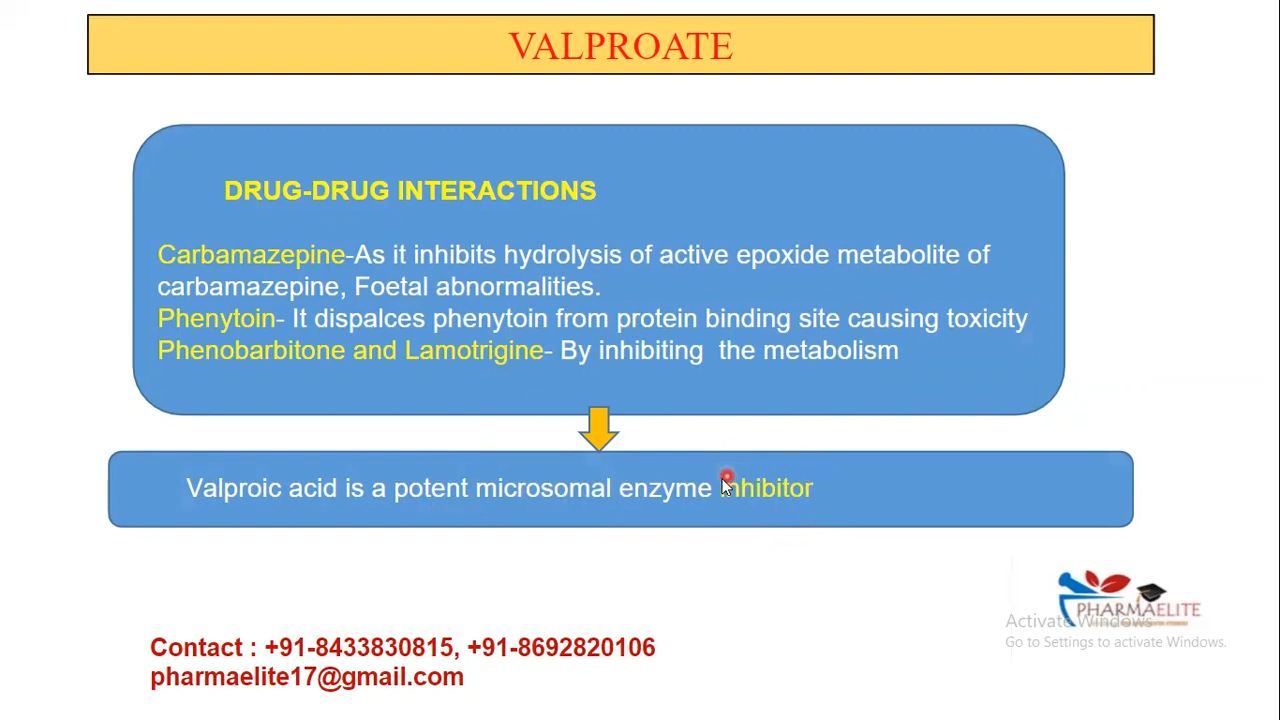 VALPROATE
DRUG-DRUG INTERACTIONS
Carbamazepine-As it inhibits hydrolysis of active epoxide metabolite of
carbamazepine, Foetal abnormalities.
Phenytoin- It dispalces phenytoin from protein binding site causing toxicity
Phenobarbitone and Lamotrigine- By inhibiting the metabolism
Valproic acid is a potent microsomal enzyme inhibitor
PHARMAELITE
Activate Windows
Go to Settings to activate Windows.
Contact : +91-8433830815, +91-8692820106
pharmaelite17@gmail.com